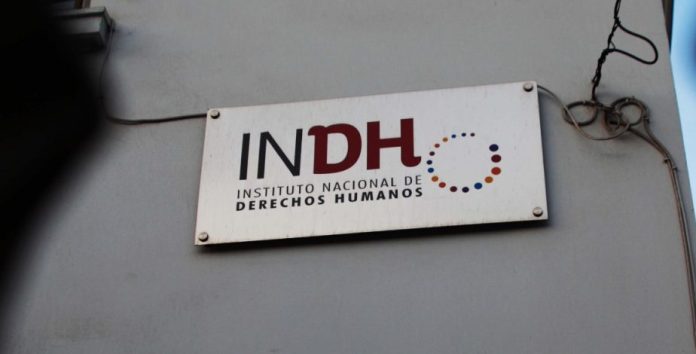 INDH
INSTITUTO NACIONAL DE
DERECHOS HUMANOS